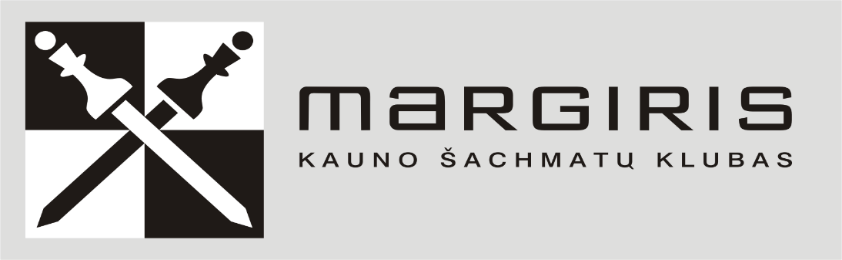 MARGIRIS
KAUNO ŠACHMATŲ KLUBAS